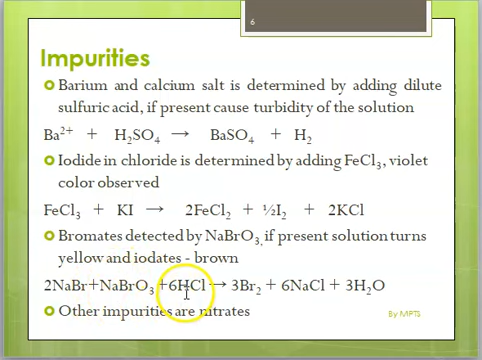 6
Impurities
Barium and calcium salt is determined by adding dilute
sulfuric acid, if present cause turbidity of the solution
Ba²⁺ + H₂SO₄ → BaSO₄ + H₂
Iodide in chloride is determined by adding FeCl₃, violet
color observed
FeCl₃ + KI → 2FeCl₂ + ½I₂ + 2KCl
Bromates detected by NaBrO₃, if present solution turns
yellow and iodates - brown
2NaBr+NaBrO₃ +6HCl → 3Br₂ + 6NaCl + 3H₂O
Other impurities are nitrates
By MPTS